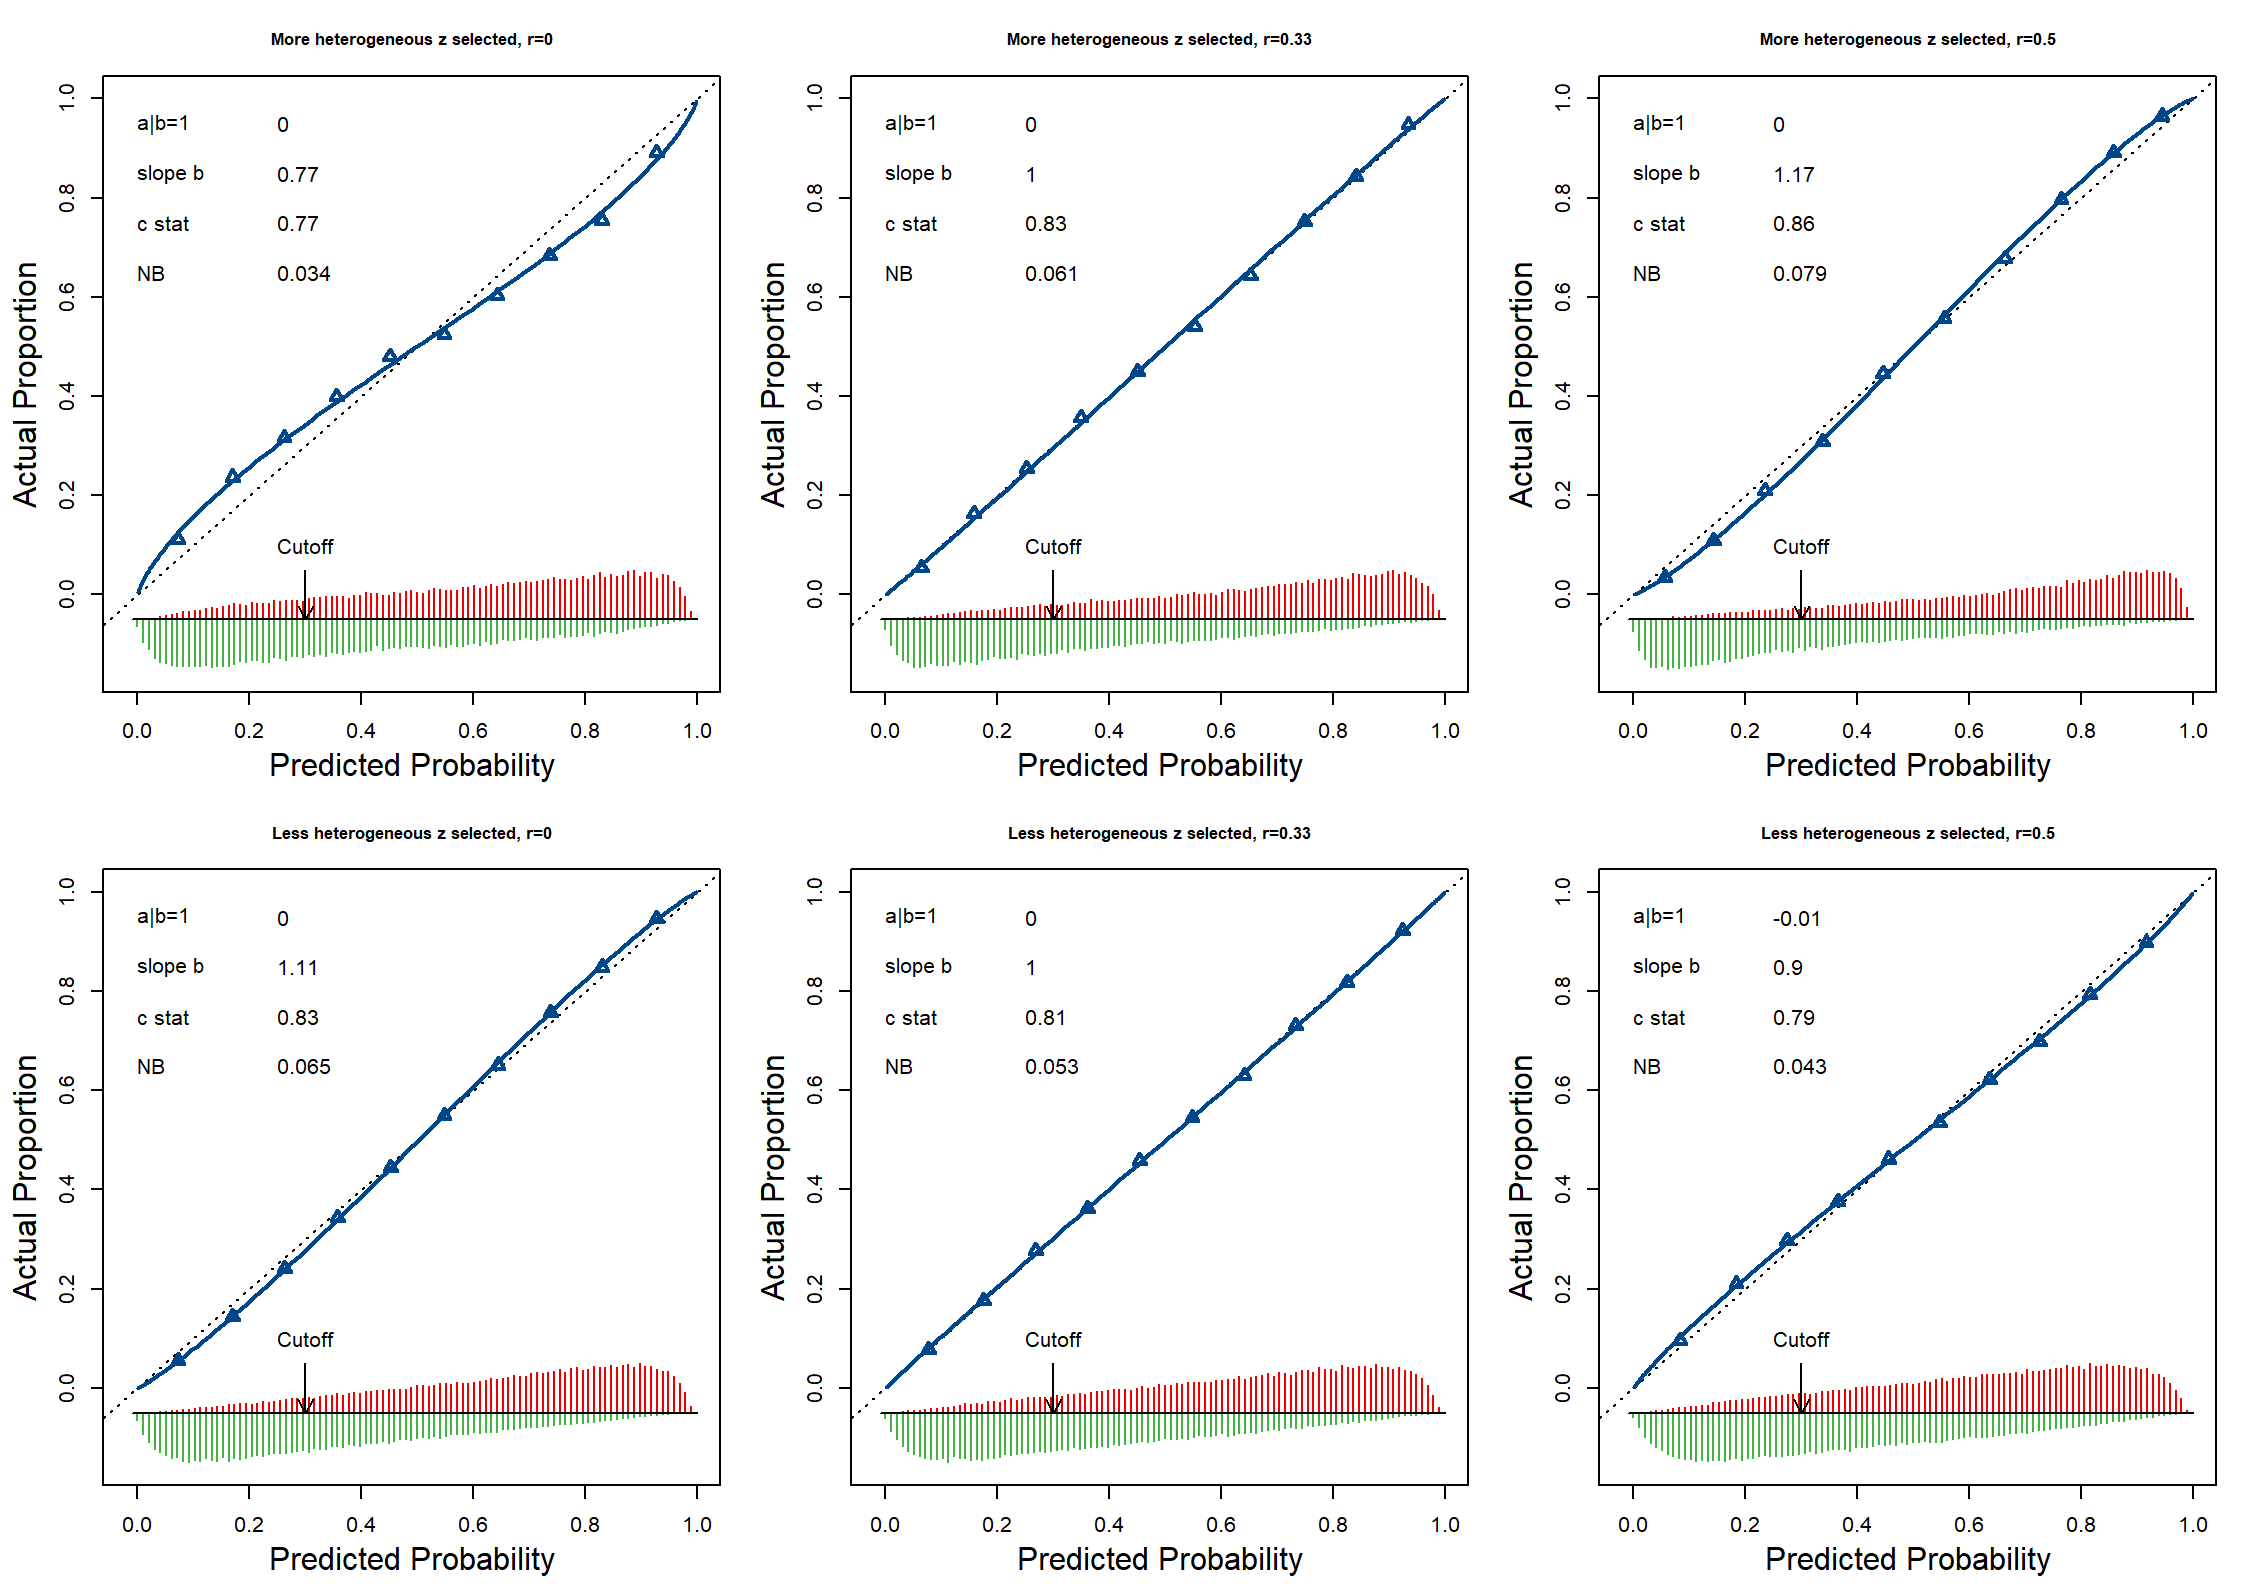 More heterogeneous z selected, r=0
a|b=1 0
slope b 0.77
c stat 0.77
NB 0.034
Cutoff
Actual Proportion
0.0 0.2 0.4 0.6 0.8 1.0
0.0 0.2 0.4 0.6 0.8 1.0
Predicted Probability
More heterogeneous z selected, r=0.33
a|b=1 0
slope b 1
c stat 0.83
NB 0.061
Cutoff
Actual Proportion
0.0 0.2 0.4 0.6 0.8 1.0
0.0 0.2 0.4 0.6 0.8 1.0
Predicted Probability
More heterogeneous z selected, r=0.5
a|b=1 0
slope b 1.17
c stat 0.86
NB 0.079
Cutoff
Actual Proportion
0.0 0.2 0.4 0.6 0.8 1.0
0.0 0.2 0.4 0.6 0.8 1.0
Predicted Probability
Less heterogeneous z selected, r=0
a|b=1 0
slope b 1.11
c stat 0.83
NB 0.065
Cutoff
Actual Proportion
0.0 0.2 0.4 0.6 0.8 1.0
0.0 0.2 0.4 0.6 0.8 1.0
Predicted Probability
Less heterogeneous z selected, r=0.33
a|b=1 0
slope b 1
c stat 0.81
NB 0.053
Cutoff
Actual Proportion
0.0 0.2 0.4 0.6 0.8 1.0
0.0 0.2 0.4 0.6 0.8 1.0
Predicted Probability
Less heterogeneous z selected, r=0.5
a|b=1 -0.01
slope b 0.9
c stat 0.79
NB 0.043
Cutoff
Actual Proportion
0.0 0.2 0.4 0.6 0.8 1.0
0.0 0.2 0.4 0.6 0.8 1.0
Predicted Probability